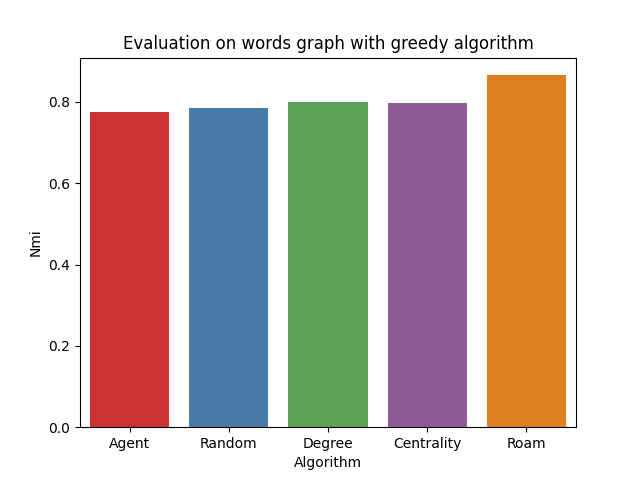 Evaluation on words graph with greedy algorithm
Nmi
0.8
0.6
0.4
0.2
0.0
Agent Random Degree Centrality Roam
Algorithm